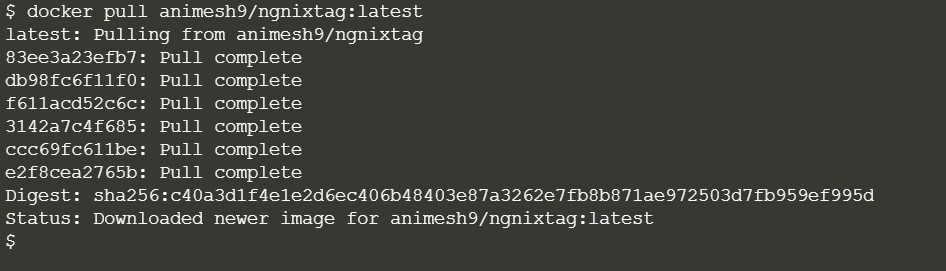 $ docker pull animesh9/ngnixtag:latest
latest: Pulling from animesh9/ngnixtag
83ee3a23efb7: Pull complete
db98fc6f11f0: Pull complete
f611acd52c6c: Pull complete
3142a7c4f685: Pull complete
ccc69fc611be: Pull complete
e2f8cea2765b: Pull complete
Digest: sha256:c40a3d1f4e1e2d6ec406b48403e87a3262e7fb8b871ae972503d7fb959ef995d
Status: Downloaded newer image for animesh9/ngnixtag:latest
$